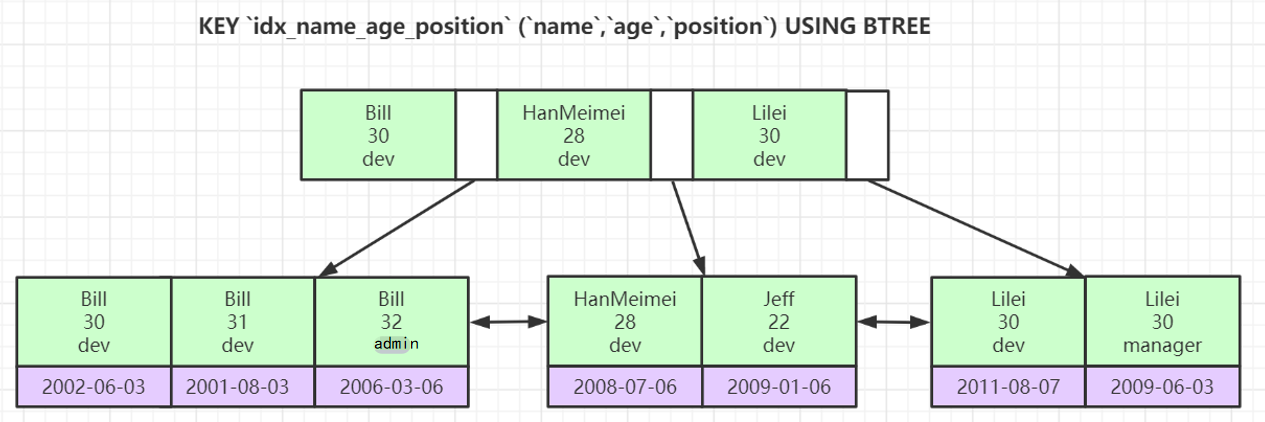 KEY `idx_name_age_position` (`name`,`age`,`position`) USING BTREE
Bill
30
dev
HanMeimei
28
dev
Lilei
30
dev
Bill
30
dev
2002-06-03
Bill
31
dev
2001-08-03
Bill
32
admin
2006-03-06
HanMeimei
28
dev
2008-07-06
Jeff
22
dev
2009-01-06
Lilei
30
dev
2011-08-07
Lilei
30
manager
2009-06-03